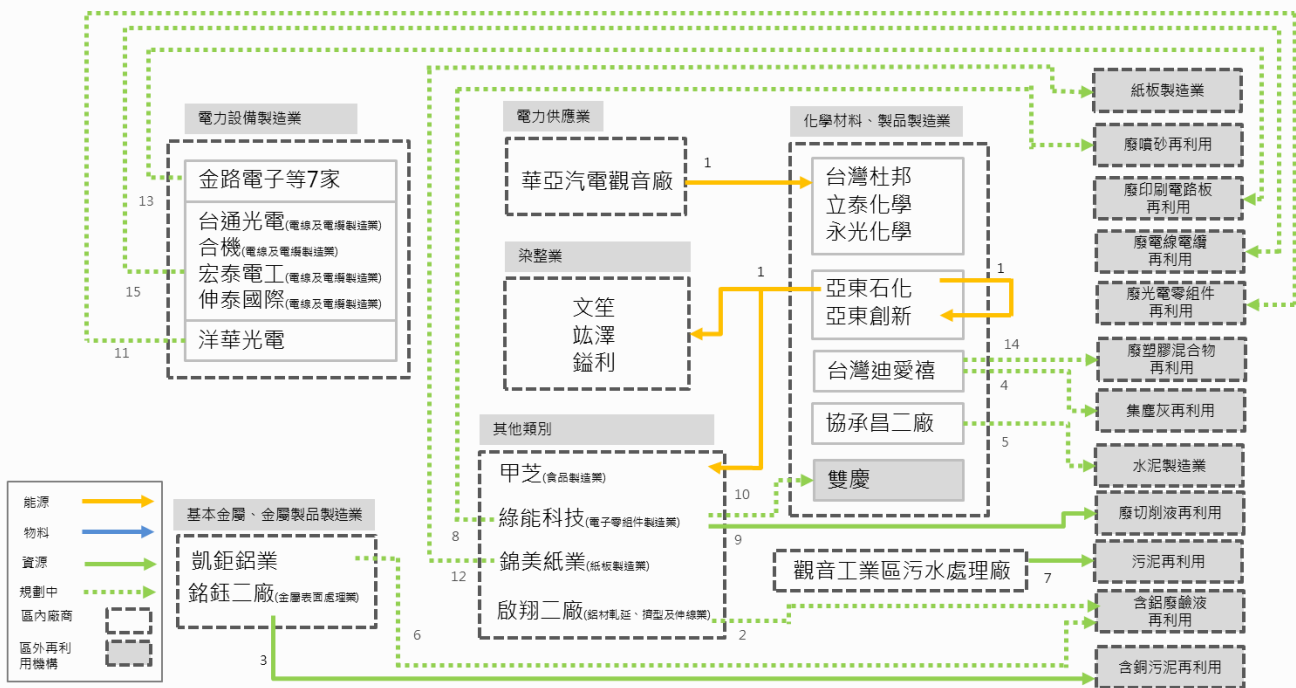 電力設備製造業
金路電子等7家
台通光電(電線及電纜製造業)
合機(電線及電纜製造業)
宏泰電工(電線及電纜製造業)
伸泰國際(電線及電纜製造業)
洋華光電
13
15
11
電力供應業
華亞汽電觀音廠
1
染整業
文笙
竑澤
鎰利
1
化學材料、製品製造業
台灣杜邦
立泰化學
永光化學
亞東石化
亞東創新
1
台灣迪愛禧
14
4
協承昌二廠
5
雙慶
其他類別
甲芝(食品製造業)
綠能科技(電子零組件製造業)
錦美紙業(紙板製造業)
啟翔二廠(鋁材軋延、擠型及伸線業)
8
12
10
9
2
觀音工業區污水處理廠
7
基本金屬、金屬製品製造業
凱鉅鋁業
銘鈺二廠(金屬表面處理業)
6
3
能源
物料
資源
規劃中
區內廠商
區外再利
用機構
紙板製造業
廢噴砂再利用
廢印刷電路板
再利用
廢電線電纜
再利用
廢光電零組件
再利用
廢塑膠混合物
再利用
集塵灰再利用
水泥製造業
廢切削液再利用
污泥再利用
含鋁廢鹼液
再利用
含銅污泥再利用